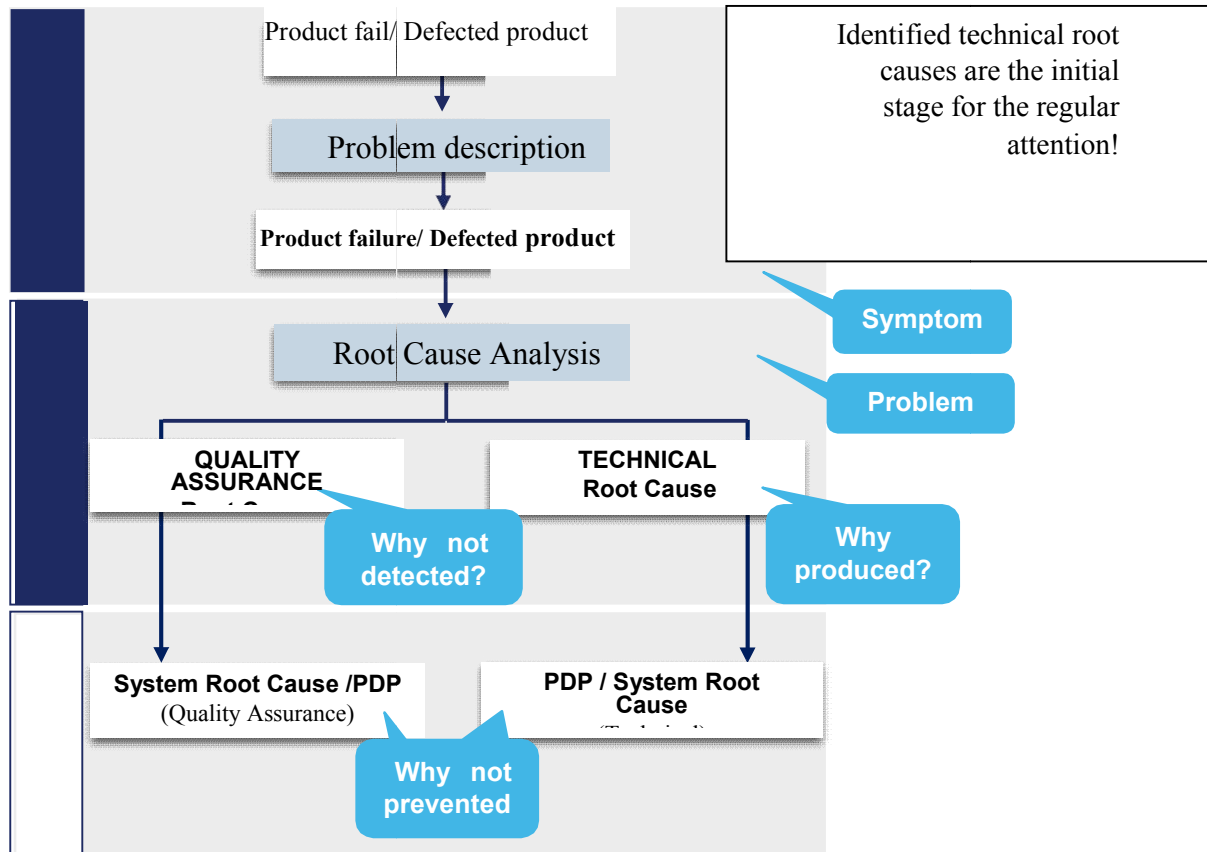 Product fail/ Defected product
Identified technical root
causes are the initial
stage for the regular
attention!
Problem description
Product failure/ Defected product
Symptom
Root Cause Analysis
Problem
QUALITY
ASSURANCE
TECHNICAL
Root Cause
Why not
detected?
Why
produced?
System Root Cause /PDP
(Quality Assurance)
PDP / System Root
Cause
Why not
prevented